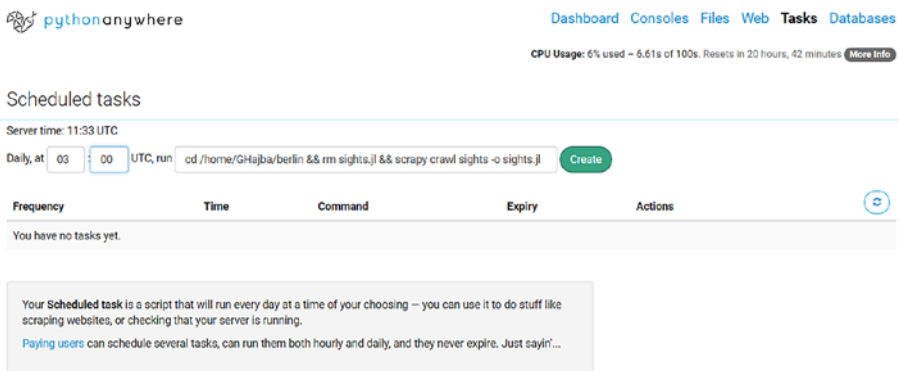 pythonanywhere
Dashboard Consoles Files Web Tasks Databases
CPU Usage: 6% used – 6.61s of 100s. Resets in 20 hours, 42 minutes More Info
Scheduled tasks
Server time: 11:33 UTC
Daily, at 03 : 00 UTC, run cd /home/GHajba/berlin && rm sights.jl && scrapy crawl sights -o sights.jl Create
Frequency Time Command Expiry Actions
You have no tasks yet.
Your Scheduled task is a script that will run every day at a time of your choosing — you can use it to do stuff like
scraping websites, or checking that your server is running.
Paying users can schedule several tasks, can run them both hourly and daily, and they never expire. Just sayin'...